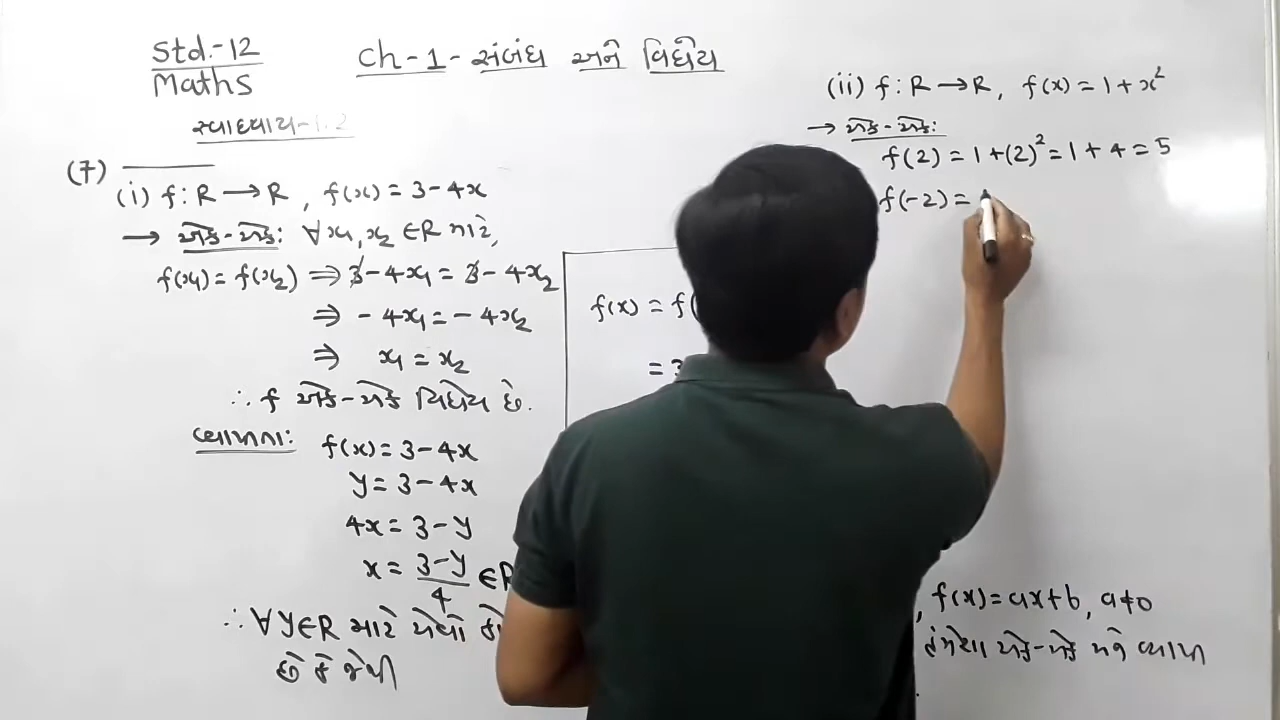 Std.-12
Maths
Ch-1-સંબંધ અને વિધેય
સ્વાધ્યાય-1.2
(7)
(i) f: R → R, f(x) = 3-4x
→ એક-એક: ∀x₁, x₂ ∈R માટે,
f(x₁) = f(x₂) ⇒ 3-4x₁ = 3-4x₂
⇒ -4x₁ = -4x₂
⇒ x₁ = x₂
∴ f એક-એક વિધેય છે.
વ્યાપ્તતા:
f(x) = 3-4x
y = 3-4x
4x = 3-y
x = 3-y/4 ∈R
∴ ∀ y∈R માટે એવો
છે કે જેથી
f(x) = f(
= 3
(ii) f: R → R, f(x) = 1+x²
→ એક-એક:
f(2) = 1+(2)² = 1+4 = 5
f(-2) =
, f(x) = ax+b, a≠0
હંમેશા એક-એક અને વ્યાપ્ત